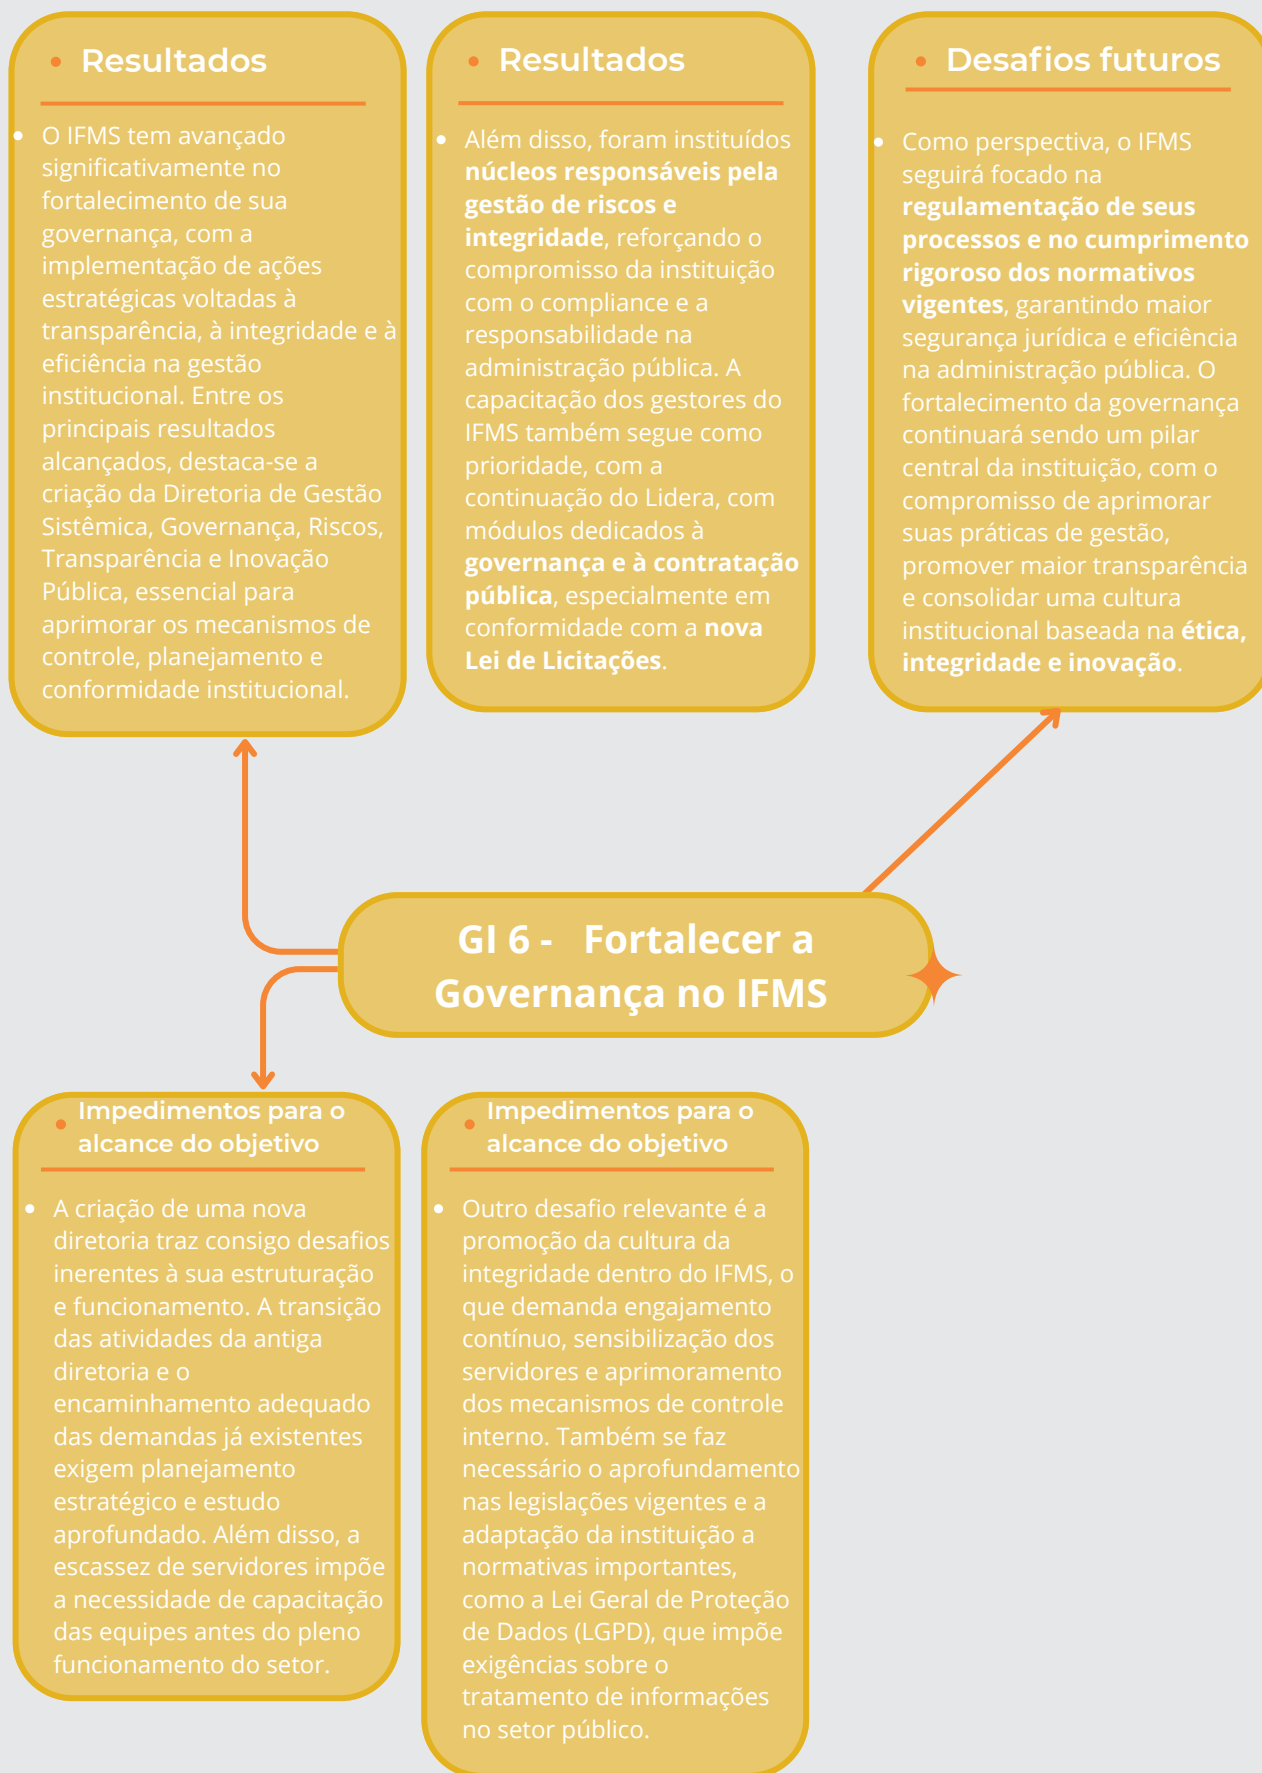 Resultados
O IFMS tem avançado
significativamente no
fortalecimento de sua
governança, com a
implementação de ações
estratégicas voltadas à
transparência, à integridade e à
eficiência na gestão
institucional. Entre os
principais resultados
alcançados, destaca-se a
criação da Diretoria de Gestão
Sistêmica, Governança, Riscos,
Transparência e Inovação
Pública, essencial para
aprimorar os mecanismos de
controle, planejamento e
conformidade institucional.
Resultados
Além disso, foram instituídos
núcleos responsáveis pela
gestão de riscos e
integridade, reforçando o
compromisso da instituição
com o compliance e a
responsabilidade na
administração pública. A
capacitação dos gestores do
IFMS também segue como
prioridade, com a
continuação do Lidera, com
módulos dedicados à
governança e à contratação
pública, especialmente em
conformidade com a nova
Lei de Licitações.
Desafios futuros
Como perspectiva, o IFMS
seguirá focado na
regulamentação de seus
processos e no cumprimento
rigoroso dos normativos
vigentes, garantindo maior
segurança jurídica e eficiência
na administração pública. O
fortalecimento da governança
continuará sendo um pilar
central da instituição, com o
compromisso de aprimorar
suas práticas de gestão,
promover maior transparência
e consolidar uma cultura
institucional baseada na ética,
integridade e inovação.
GI 6 -   Fortalecer a
Governança no IFMS
Impedimentos para o
alcance do objetivo
A criação de uma nova
diretoria traz consigo desafios
inerentes à sua estruturação
e funcionamento. A transição
das atividades da antiga
diretoria e o
encaminhamento adequado
das demandas já existentes
exigem planejamento
estratégico e estudo
aprofundado. Além disso, a
escassez de servidores impõe
a necessidade de capacitação
das equipes antes do pleno
funcionamento do setor.
Impedimentos para o
alcance do objetivo
Outro desafio relevante é a
promoção da cultura da
integridade dentro do IFMS, o
que demanda engajamento
contínuo, sensibilização dos
servidores e aprimoramento
dos mecanismos de controle
interno. Também se faz
necessário o aprofundamento
nas legislações vigentes e a
adaptação da instituição a
normativas importantes,
como a Lei Geral de Proteção
de Dados (LGPD), que impõe
exigências sobre o
tratamento de informações
no setor público.